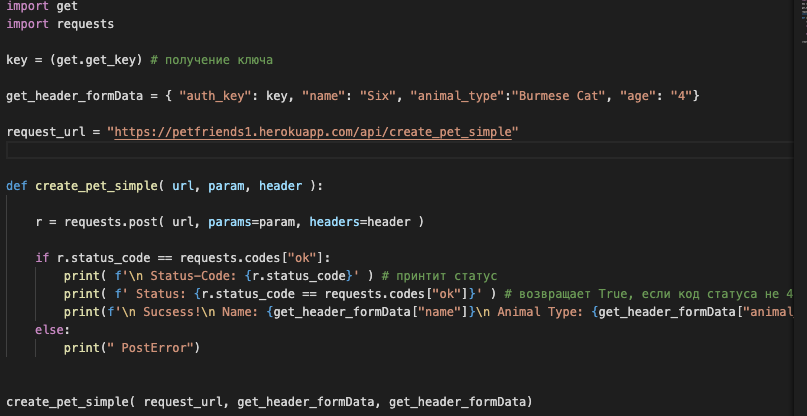 import get
import requests
key = (get.get_key) # получение ключа
get_header_formData = { "auth_key": key, "name": "Six", "animal_type":"Burmese Cat", "age": "4"}
request_url = "https://petfriends1.herokuapp.com/api/create_pet_simple"
def create_pet_simple( url, param, header ):
r = requests.post( url, params=param, headers=header )
if r.status_code == requests.codes["ok"]:
print( f'\n Status-Code: {r.status_code}' ) # принтит статус
print( f' Status: {r.status_code == requests.codes["ok"]}' ) # возвращает True, если код статуса не 4
print(f'\n Sucsess!\n Name: {get_header_formData["name"]}\n Animal Type: {get_header_formData["animal
else:
print(" PostError")
create_pet_simple( request_url, get_header_formData, get_header_formData)